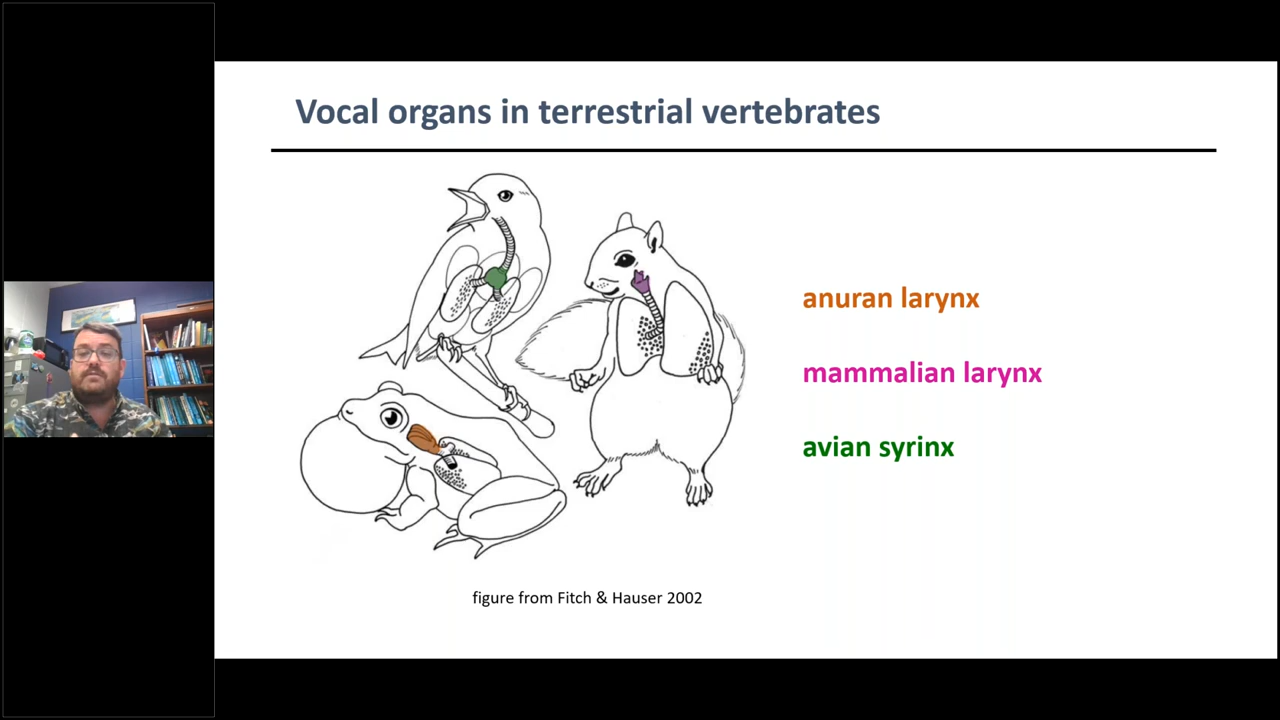 Vocal organs in terrestrial vertebrates
anuran larynx
mammalian larynx
avian syrinx
figure from Fitch & Hauser 2002